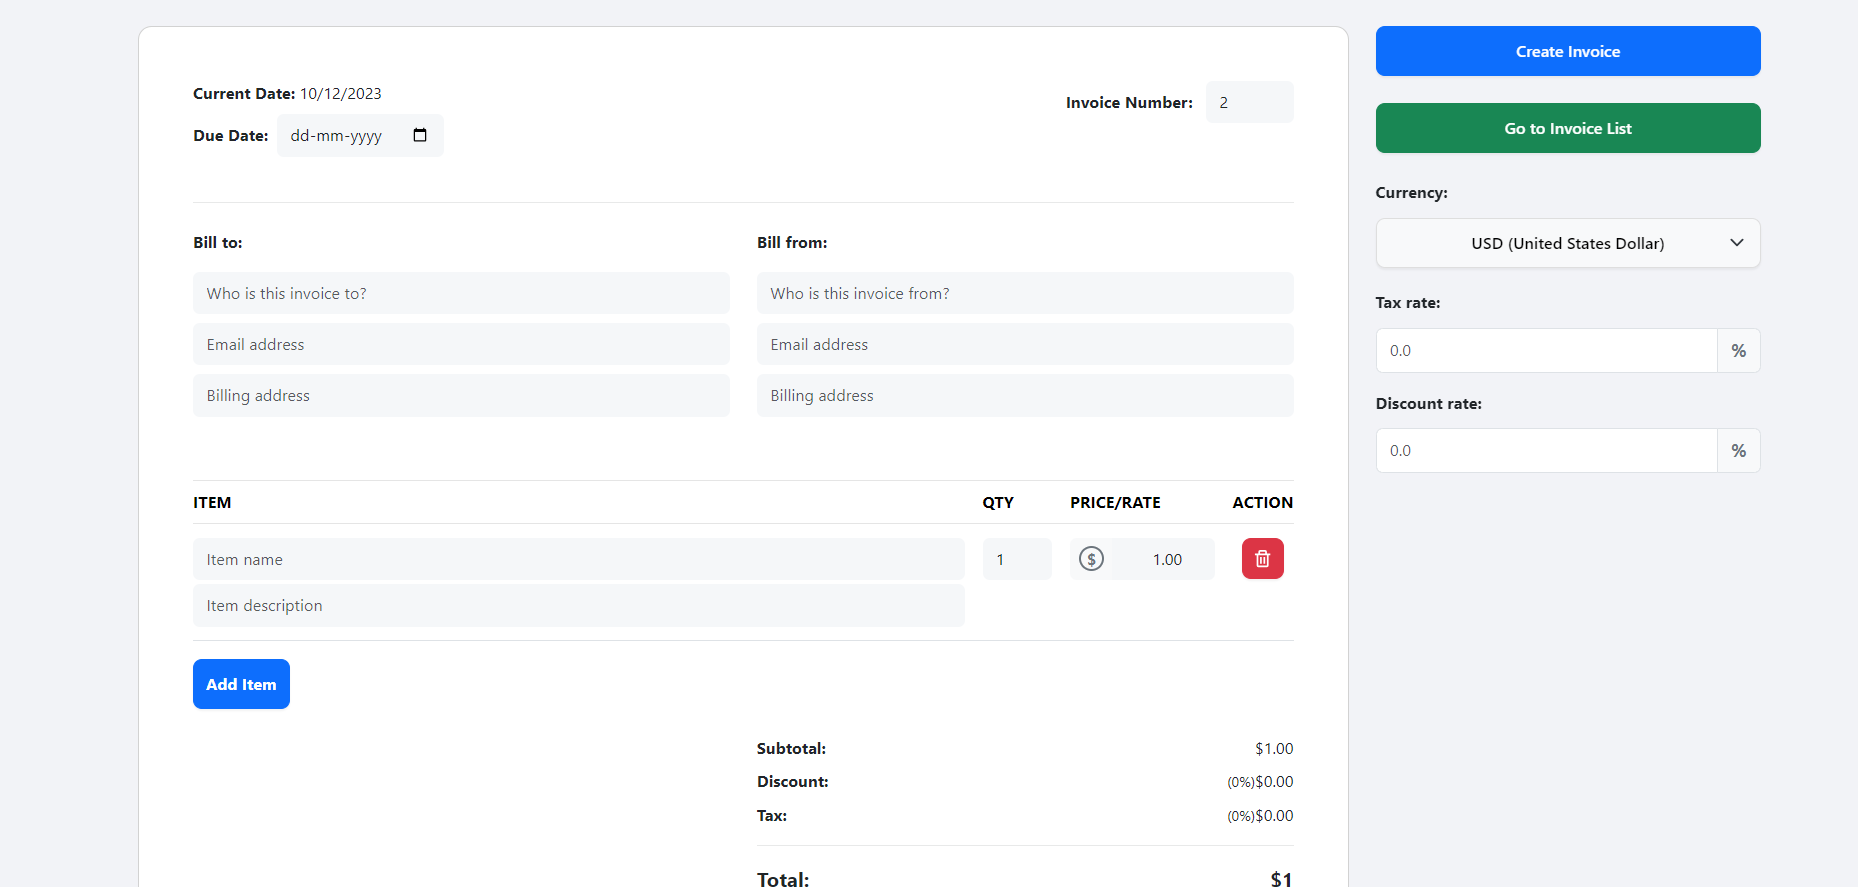 Current Date: 10/12/2023
Invoice Number: 2
Due Date: dd-mm-yyyy
Bill to:
Bill from:
Who is this invoice to?
Who is this invoice from?
Email address
Email address
Billing address
Billing address
ITEM QTY PRICE/RATE ACTION
Item name 1 $ 1.00
Item description
Add Item
Subtotal: $1.00
Discount: (0%)$0.00
Tax: (0%)$0.00
Total: $1
Create Invoice
Go to Invoice List
Currency:
USD (United States Dollar)
Tax rate:
0.0 %
Discount rate:
0.0 %